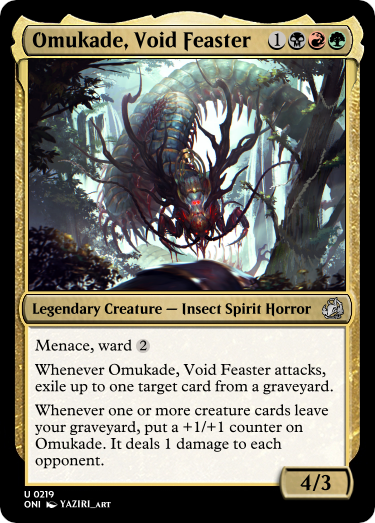 Omukade, Void Feaster 1
Legendary Creature — Insect Spirit Horror
Menace, ward 2
Whenever Omukade, Void Feaster attacks,
exile up to one target card from a graveyard.
Whenever one or more creature cards leave
your graveyard, put a +1/+1 counter on
Omukade. It deals 1 damage to each
opponent.
4/3
U 0219
ONI YAZIRI_ART